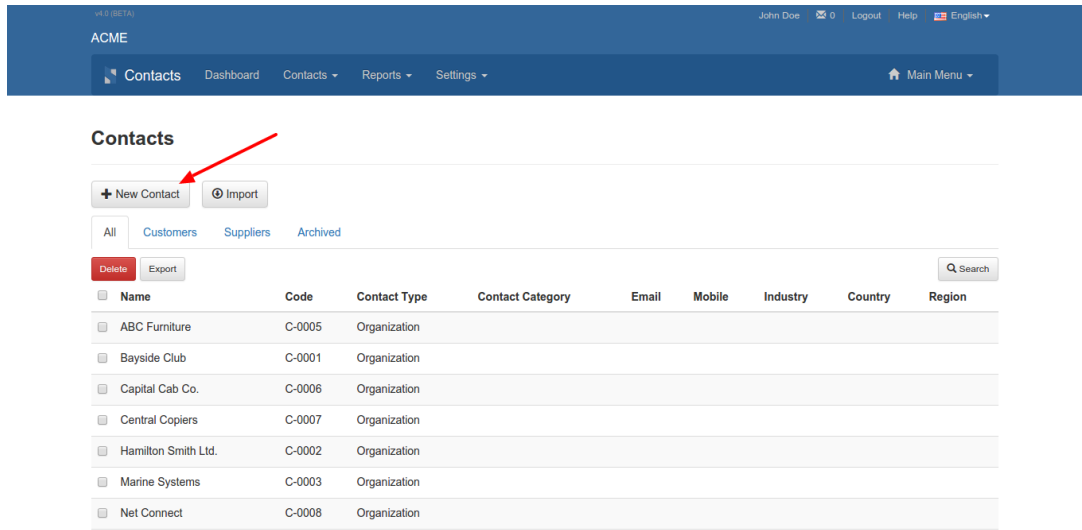 v4.0 (BETA) John Doe 0 Logout Help English
ACME
Contacts Dashboard Contacts Reports Settings Main Menu
Contacts
New Contact Import
All Customers Suppliers Archived
Delete Export Search
Name Code Contact Type Contact Category Email Mobile Industry Country Region
ABC Furniture C-0005 Organization
Bayside Club C-0001 Organization
Capital Cab Co. C-0006 Organization
Central Copiers C-0007 Organization
Hamilton Smith Ltd. C-0002 Organization
Marine Systems C-0003 Organization
Net Connect C-0008 Organization